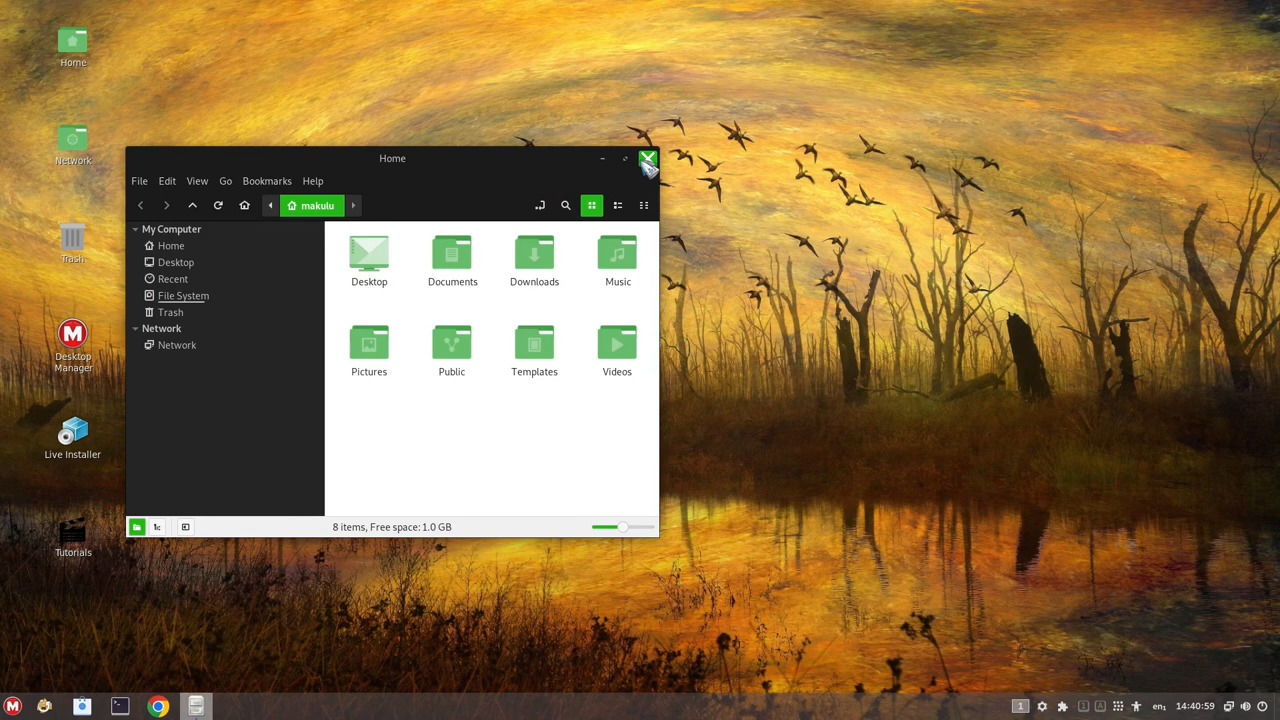 Home
Network
Trash
Desktop
Manager
Live Installer
Tutorials
Home
File Edit View Go Bookmarks Help
makulu
My Computer
Home
Desktop
Recent
File System
Trash
Network
Network
Desktop Documents Downloads Music
Pictures Public Templates Videos
8 items, Free space: 1.0 GB
1 en1 14:40:59